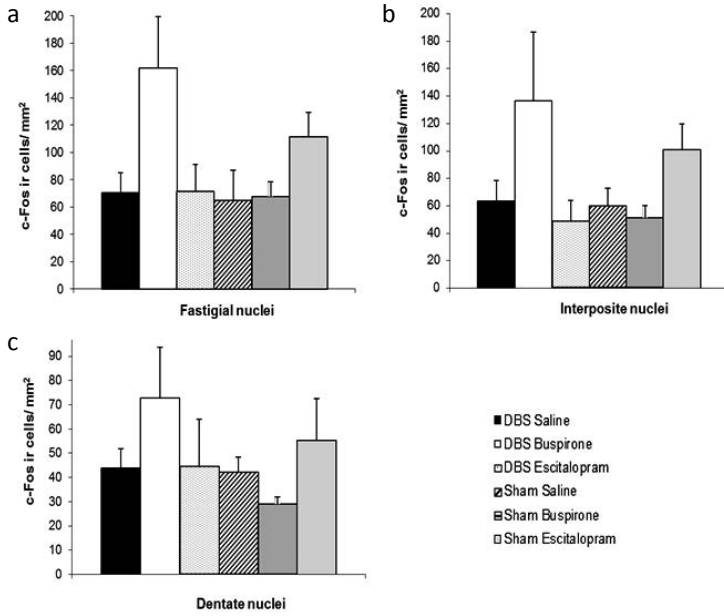 a
c-Fos ir cells/ mm²
200
180
160
140
120
100
80
60
40
20
0
Fastigial nuclei
b
c-Fos ir cells/ mm²
200
180
160
140
120
100
80
60
40
20
0
Interposite nuclei
c
c-Fos ir cells/ mm²
90
80
70
60
50
40
30
20
10
0
Dentate nuclei
DBS Saline
DBS Buspirone
DBS Escitalopram
Sham Saline
Sham Buspirone
Sham Escitalopram